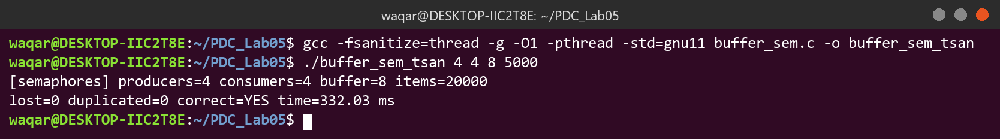 waqar@DESKTOP-IIC2T8E: ~/PDC_Lab05
waqar@DESKTOP-IIC2T8E:~/PDC_Lab05$ gcc -fsanitize=thread -g -O1 -pthread -std=gnu11 buffer_sem.c -o buffer_sem_tsan
waqar@DESKTOP-IIC2T8E:~/PDC_Lab05$ ./buffer_sem_tsan 4 4 8 5000
[semaphores] producers=4 consumers=4 buffer=8 items=20000
lost=0 duplicated=0 correct=YES time=332.03 ms
waqar@DESKTOP-IIC2T8E:~/PDC_Lab05$